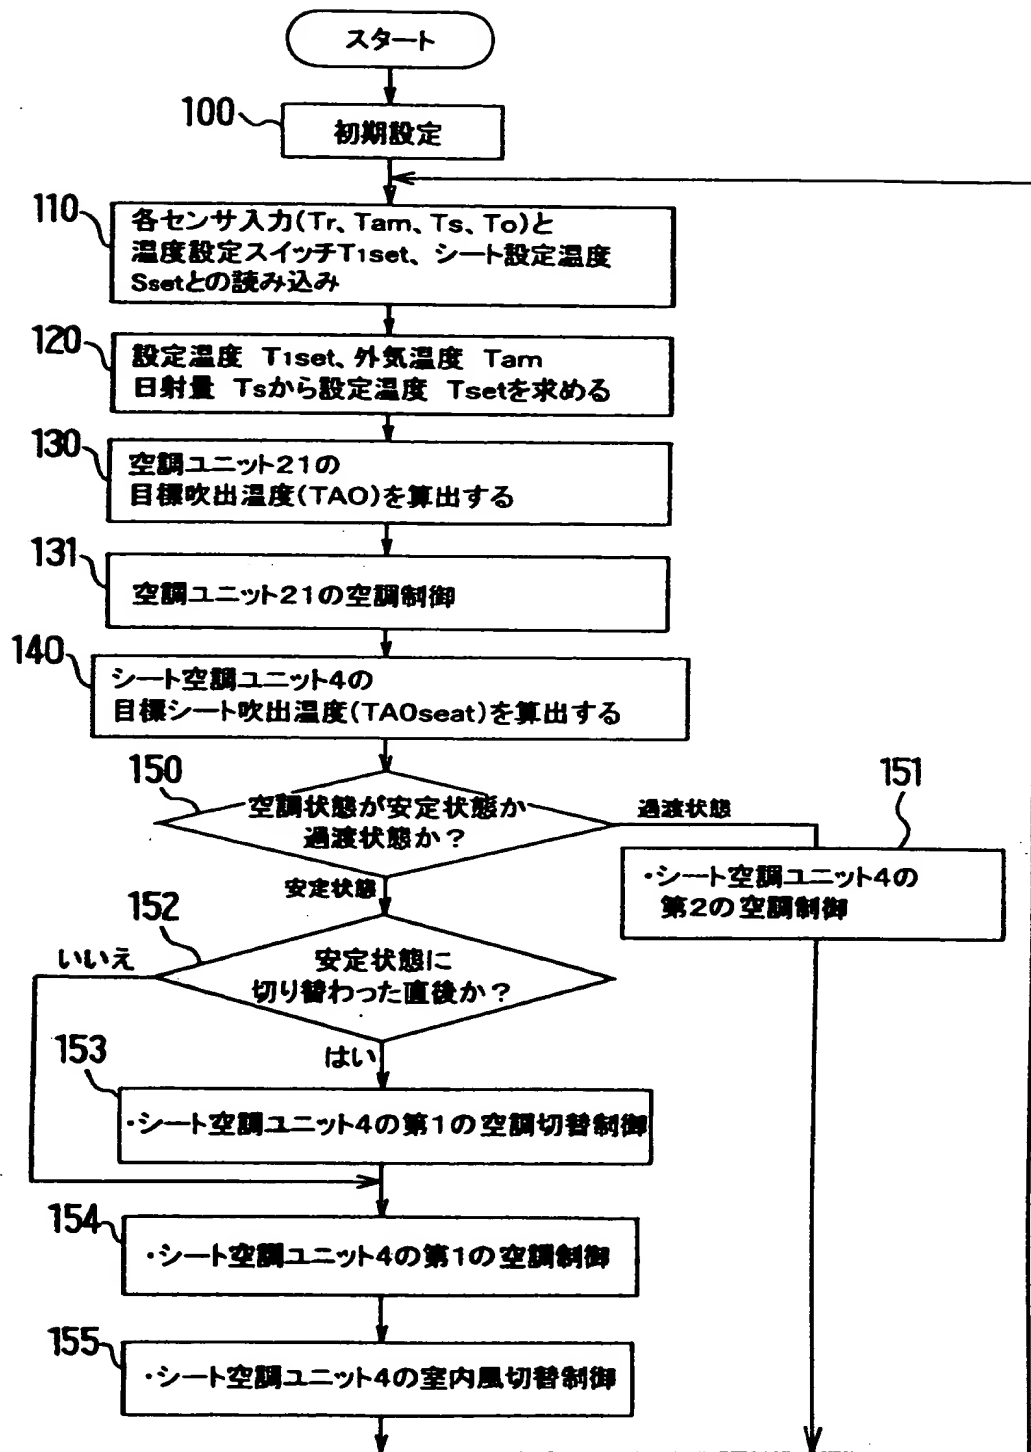 スタート
100
初期設定
110
各センサ入力(Tr、Tam、Ts、To)と
温度設定スイッチT1set、シート設定温度
Ssetとの読み込み
120
設定温度 T1set、外気温度 Tam
日射量 Tsから設定温度 Tsetを求める
130
空調ユニット21の
目標吹出温度(TAO)を算出する
131
空調ユニット21の空調制御
140
シート空調ユニット4の
目標シート吹出温度(TAOseat)を算出する
150
空調状態が安定状態か
過渡状態か?
過渡状態
151
・シート空調ユニット4の
第2の空調制御
安定状態
152
いいえ
安定状態に
切り替わった直後か?
はい
153
・シート空調ユニット4の第1の空調切替制御
154
・シート空調ユニット4の第1の空調制御
155
・シート空調ユニット4の室内風切替制御